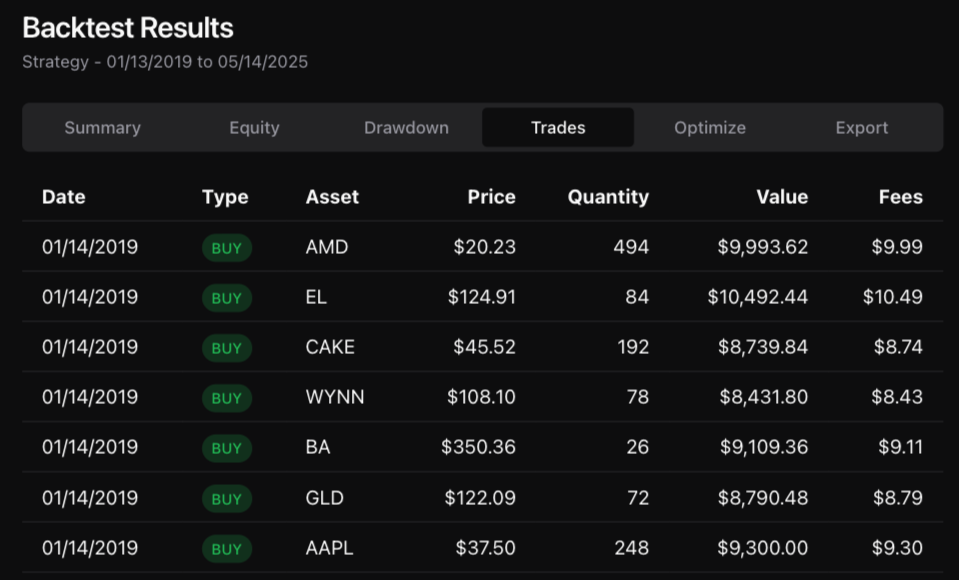 Backtest Results
Strategy - 01/13/2019 to 05/14/2025
Summary Equity Drawdown Trades Optimize Export
Date Type Asset Price Quantity Value Fees
01/14/2019 BUY AMD $20.23 494 $9,993.62 $9.99
01/14/2019 BUY EL $124.91 84 $10,492.44 $10.49
01/14/2019 BUY CAKE $45.52 192 $8,739.84 $8.74
01/14/2019 BUY WYNN $108.10 78 $8,431.80 $8.43
01/14/2019 BUY BA $350.36 26 $9,109.36 $9.11
01/14/2019 BUY GLD $122.09 72 $8,790.48 $8.79
01/14/2019 BUY AAPL $37.50 248 $9,300.00 $9.30